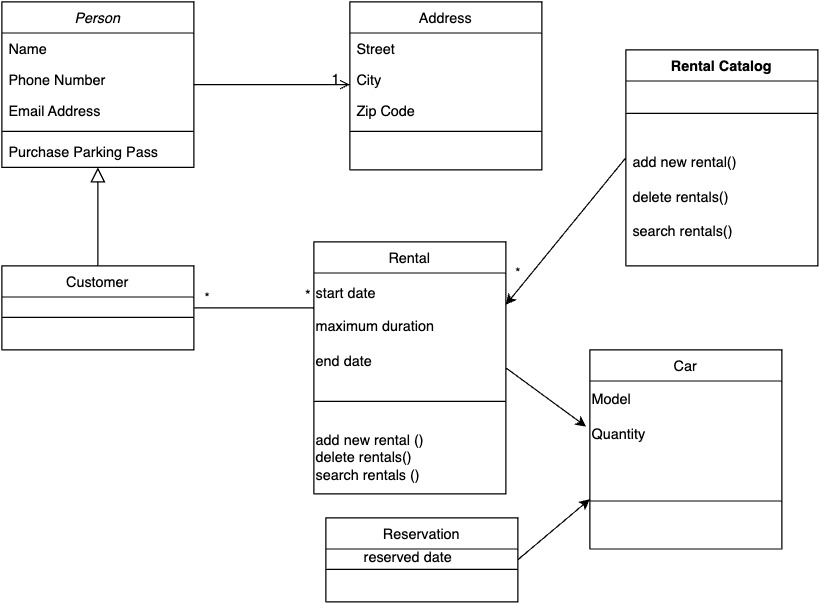 Person
Name
Phone Number
Email Address
Purchase Parking Pass
1
Address
Street
City
Zip Code
Rental Catalog
add new rental()
delete rentals()
search rentals()
*
Customer
*
*
Rental
start date
maximum duration
end date
add new rental ()
delete rentals()
search rentals ()
Car
Model
Quantity
Reservation
reserved date